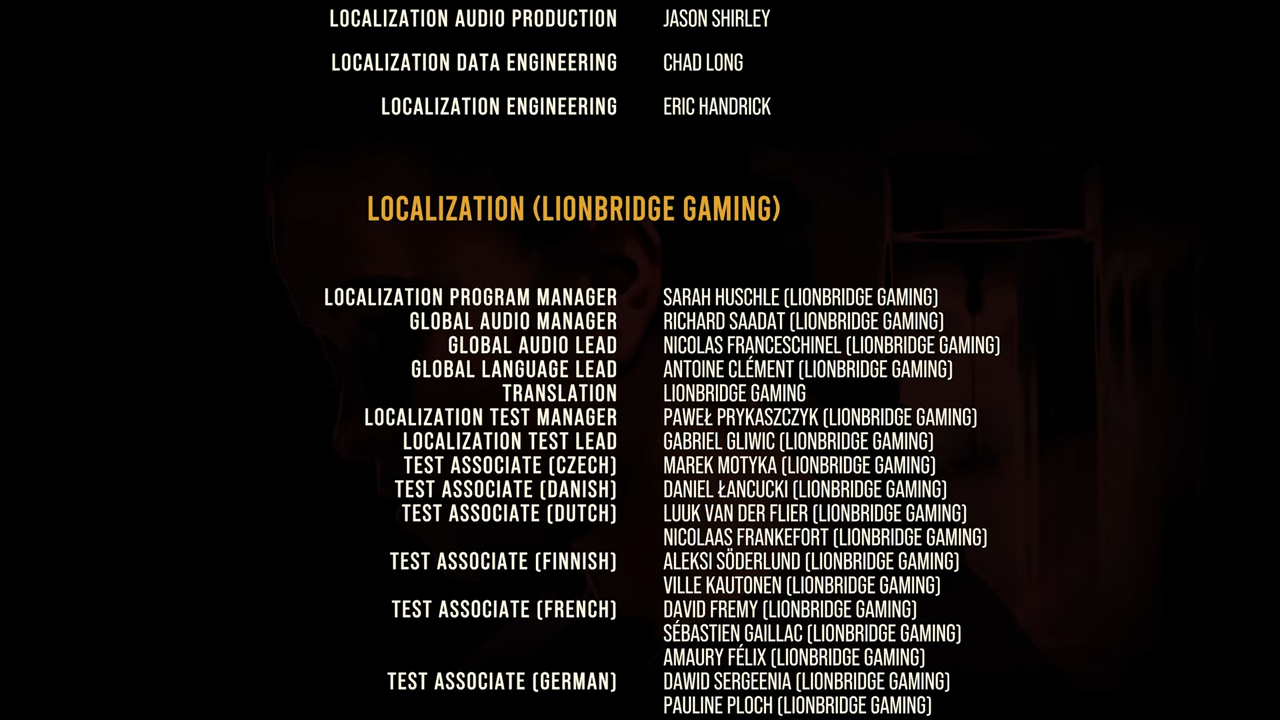 LOCALIZATION AUDIO PRODUCTION JASON SHIRLEY
LOCALIZATION DATA ENGINEERING CHAD LONG
LOCALIZATION ENGINEERING ERIC HANDRICK
LOCALIZATION (LIONBRIDGE GAMING)
LOCALIZATION PROGRAM MANAGER SARAH HUSCHLE (LIONBRIDGE GAMING)
GLOBAL AUDIO MANAGER RICHARD SAADAT (LIONBRIDGE GAMING)
GLOBAL AUDIO LEAD NICOLAS FRANCESCHINEL (LIONBRIDGE GAMING)
GLOBAL LANGUAGE LEAD ANTOINE CLÉMENT (LIONBRIDGE GAMING)
TRANSLATION LIONBRIDGE GAMING
LOCALIZATION TEST MANAGER PAWEŁ PRYKASZCZYK (LIONBRIDGE GAMING)
LOCALIZATION TEST LEAD GABRIEL GLIWIC (LIONBRIDGE GAMING)
TEST ASSOCIATE (CZECH) MAREK MOTYKA (LIONBRIDGE GAMING)
TEST ASSOCIATE (DANISH) DANIEL ŁANCUCKI (LIONBRIDGE GAMING)
TEST ASSOCIATE (DUTCH) LUUK VAN DER FLIER (LIONBRIDGE GAMING)
NICOLAAS FRANKEFORT (LIONBRIDGE GAMING)
TEST ASSOCIATE (FINNISH) ALEKSI SÖDERLUND (LIONBRIDGE GAMING)
VILLE KAUTONEN (LIONBRIDGE GAMING)
TEST ASSOCIATE (FRENCH) DAVID FREMY (LIONBRIDGE GAMING)
SÉBASTIEN GAILLAC (LIONBRIDGE GAMING)
AMAURY FÉLIX (LIONBRIDGE GAMING)
TEST ASSOCIATE (GERMAN) DAWID SERGEENIA (LIONBRIDGE GAMING)
PAULINE PLOCH (LIONBRIDGE GAMING)